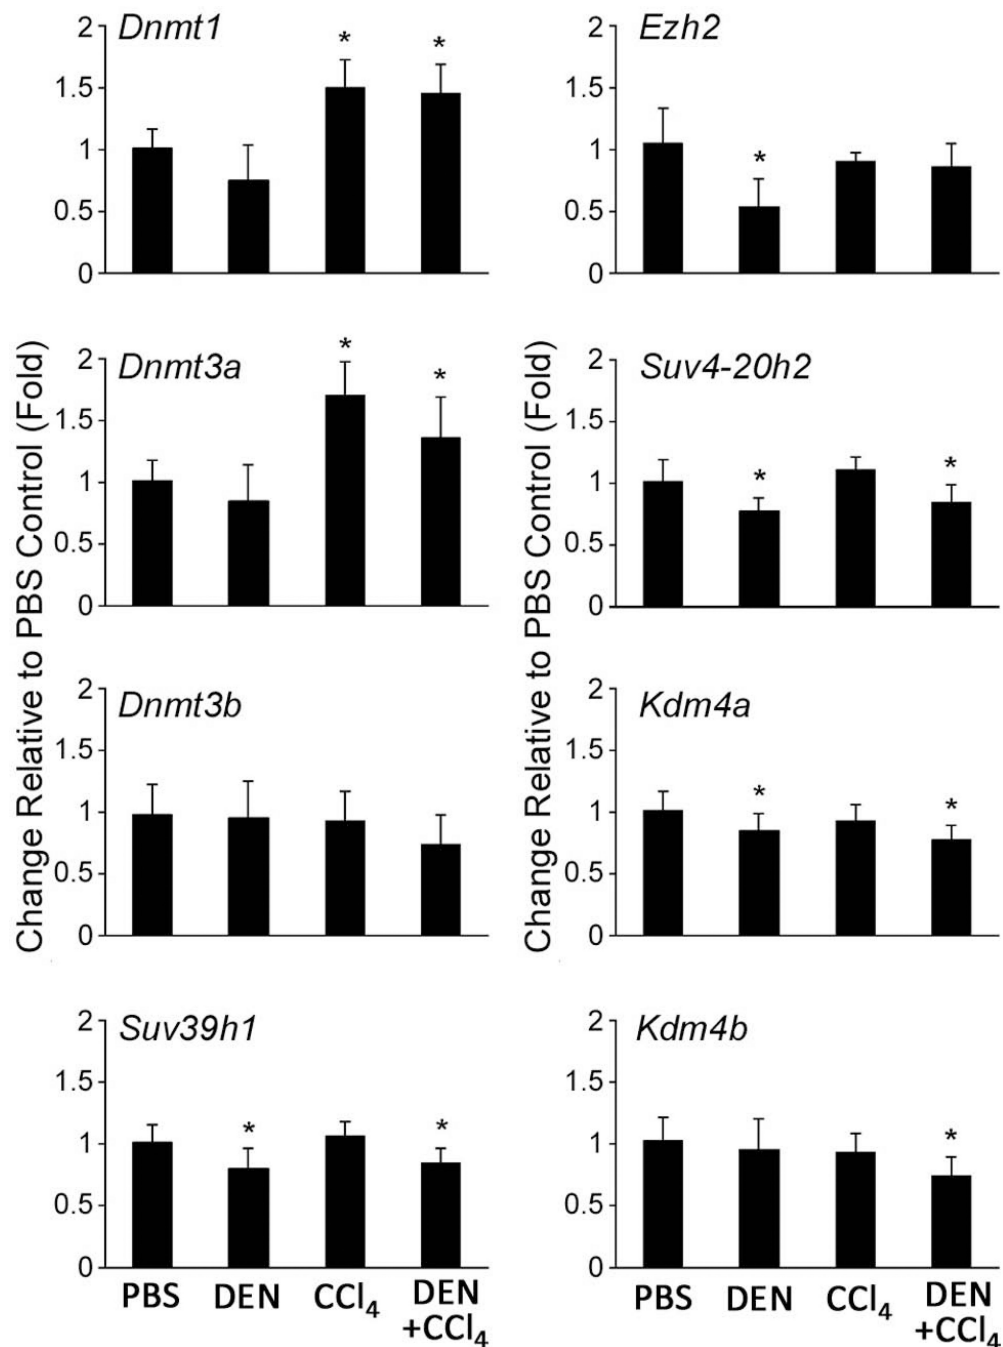 Change Relative to PBS Control (Fold)
Dnmt1
2
*
*
1.5
1
0.5
0
Dnmt3a
2
*
*
1.5
1
0.5
0
Dnmt3b
2
1.5
1
0.5
0
Suv39h1
2
1.5
*
*
1
0.5
0
PBS
DEN
CCl₄
DEN
+CCl₄
Change Relative to PBS Control (Fold)
Ezh2
2
1.5
*
1
0.5
0
Suv4-20h2
2
1.5
*
*
1
0.5
0
Kdm4a
2
1.5
*
*
1
0.5
0
Kdm4b
2
1.5
*
1
0.5
0
PBS
DEN
CCl₄
DEN
+CCl₄